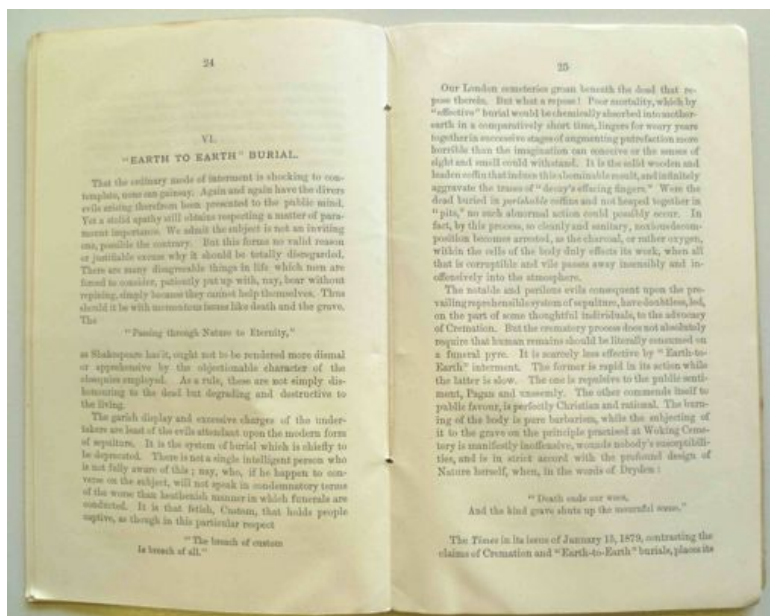 24
VI.
"EARTH TO EARTH" BURIAL.
That the ordinary mode of interment is shocking to con-
template, none can gainsay. Again and again have the divers
evils arising therefrom been presented to the public mind.
Yet a stolid apathy still obtains respecting a matter of para-
mount importance. We admit the subject is not an inviting
one, possibly the contrary. But this forms no valid reason
or justifiable excuse why it should be totally disregarded.
There are many disagreeable things in life which men are
forced to consider, patiently put up with, nay, bear without
repining, simply because they cannot help themselves. Thus
should it be with momentous issues like death and the grave.
The
"Passing through Nature to Eternity,"
as Shakespeare has it, ought not to be rendered more dismal
or apprehensive by the objectionable character of the
obsequies employed. As a rule, these are not simply dis-
honouring to the dead but degrading and destructive to
the living.
The garish display and excessive charges of the under-
takers are least of the evils attendant upon the modern form
of sepulture. It is the system of burial which is chiefly to
be deprecated. There is not a single intelligent person who
is not fully aware of this; nay, who, if he happen to con-
verse on the subject, will not speak in condemnatory terms
of the worse than heathenish manner in which funerals are
conducted. It is that fetish, Custom, that holds people
captive, as though in this particular respect
"The breach of custom
Is breach of all."
25
Our London cemeteries groan beneath the dead that re-
pose therein. But what a repose! Poor mortality, which by
"effective" burial would be chemically absorbed into mother-
earth in a comparatively short time, lingers for weary years
together in successive stages of augmenting putrefaction more
horrible than the imagination can conceive or the senses of
sight and smell could withstand. It is the solid wooden and
leaden coffin that induce this abominable result, and infinitely
aggravate the traces of "decay's effacing fingers." Were the
dead buried in perishable coffins and not heaped together in
"pits," no such abnormal action could possibly occur. In
fact, by this process, so cleanly and sanitary, noxious decom-
position becomes arrested, as the charcoal, or rather oxygen,
within the cells of the body duly effects its work, when all
that is corruptible and vile passes away insensibly and in-
offensively into the atmosphere.
The notable and perilous evils consequent upon the pre-
vailing reprehensible system of sepulture, have doubtless, led,
on the part of some thoughtful individuals, to the advocacy
of Cremation. But the crematory process does not absolutely
require that human remains should be literally consumed on
a funeral pyre. It is scarcely less effective by "Earth-to-
Earth" interment. The former is rapid in its action while
the latter is slow. The one is repulsive to the public senti-
ment, Pagan and unseemly. The other commends itself to
public favour, is perfectly Christian and rational. The burn-
ing of the body is pure barbarism, while the subjecting of
it to the grave on the principle practised at Woking Ceme-
tery is manifestly inoffensive, wounds nobody's susceptibili-
ties, and is in strict accord with the profound design of
Nature herself, when, in the words of Dryden:
"Death ends our woes,
And the kind grave shuts up the mournful scene."
The Times in its issue of January 15, 1879, contrasting the
claims of Cremation and "Earth-to-Earth" burials, places its